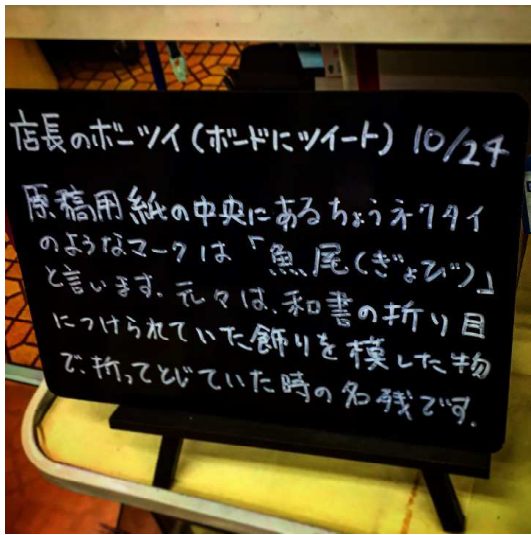 店長のボーツイ(ボードにツイート) 10/24
原稿用紙の中央にあるちょうネクタイ
のようなマークは「魚尾(ぎょび)」
と言います。元々は、和書の折り目
につけられていた飾りを模した物
で、折ってとじていた時の名残です。